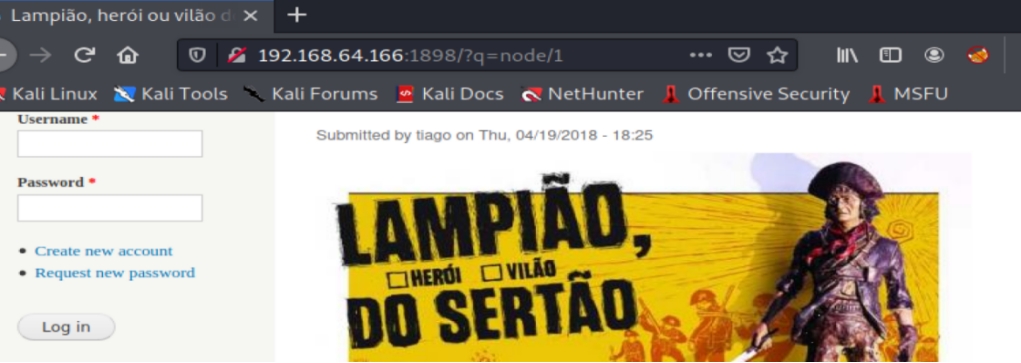 Lampião, herói ou vilão d
192.168.64.166:1898/?q=node/1
Kali Linux Kali Tools Kali Forums Kali Docs NetHunter Offensive Security MSFU
Username *
Password *
Create new account
Request new password
Log in
Submitted by tiago on Thu, 04/19/2018 - 18:25
LAMPIÃO,
HERÓI VILÃO
DO SERTÃO